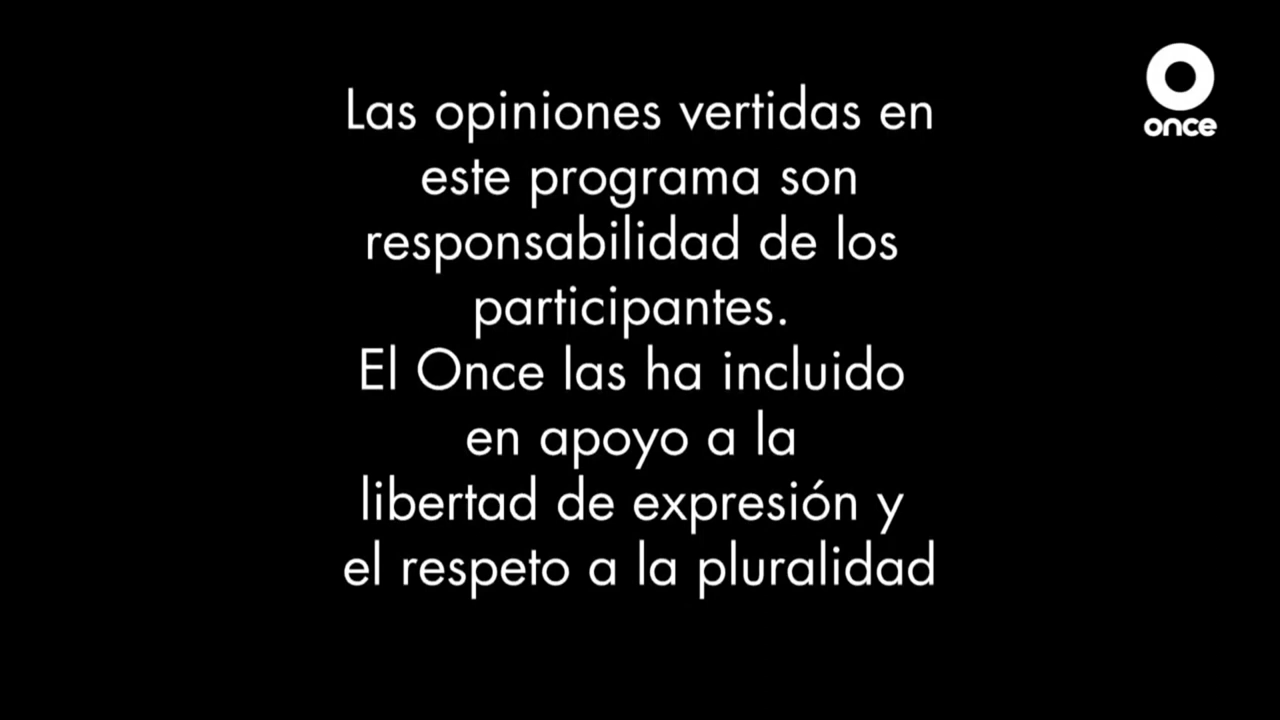 Las opiniones vertidas en
este programa son
responsabilidad de los
participantes.
El Once las ha incluido
en apoyo a la
libertad de expresión y
el respeto a la pluralidad
once